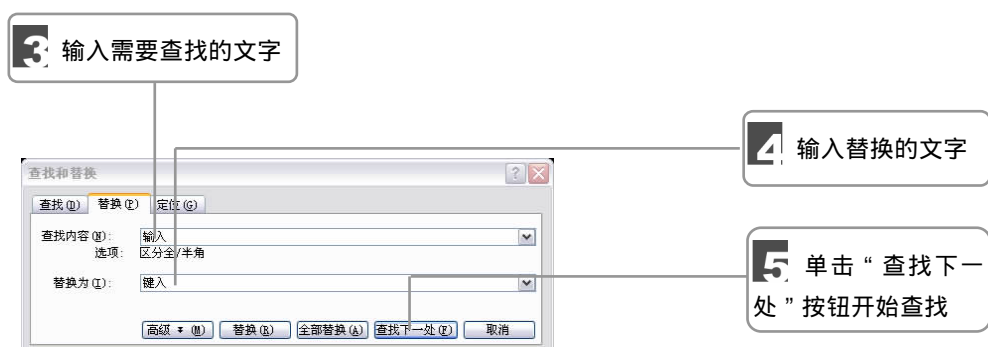 3 输入需要查找的文字
4 输入替换的文字
查找和替换
查找(D) 替换(P) 定位(G)
查找内容(N): 输入
选项: 区分全/半角
5 单击“查找下一
处”按钮开始查找
替换为(I): 键入
高级 ∓ (M) 替换(R) 全部替换(A) 查找下一处(F) 取消